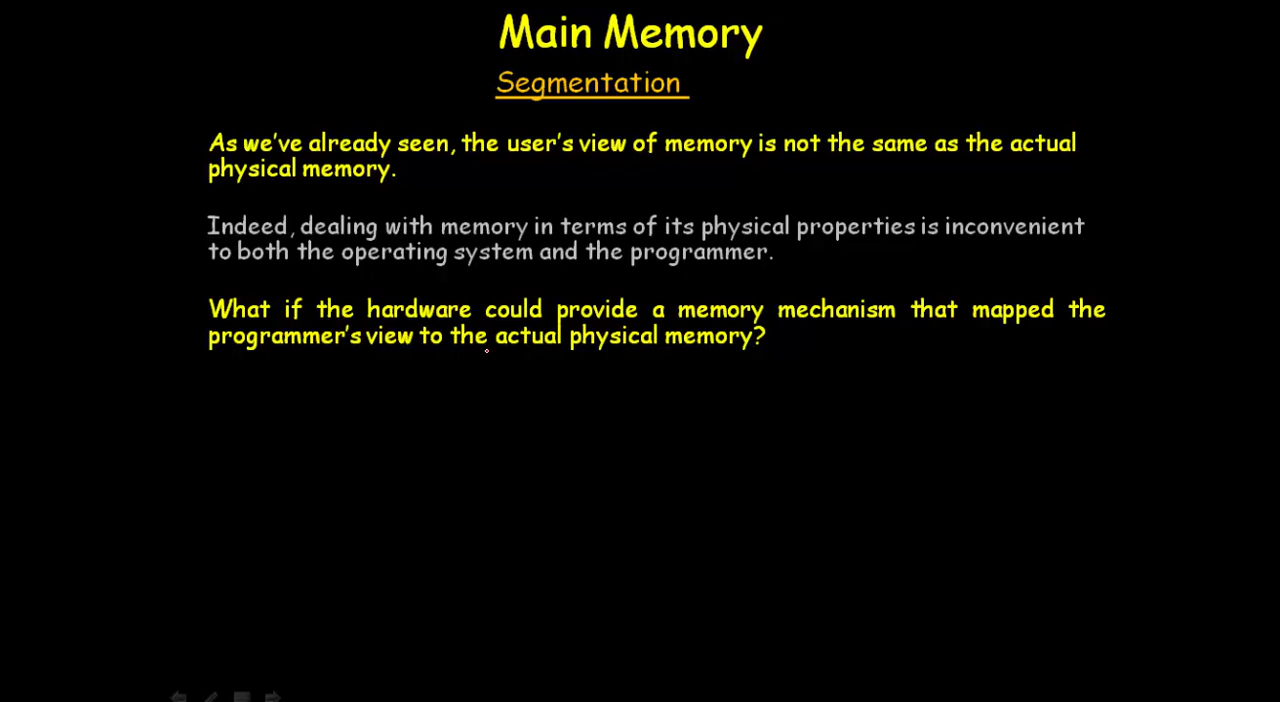 Main Memory
Segmentation
As we've already seen, the user's view of memory is not the same as the actual
physical memory.
Indeed, dealing with memory in terms of its physical properties is inconvenient
to both the operating system and the programmer.
What if the hardware could provide a memory mechanism that mapped the
programmer's view to the actual physical memory?